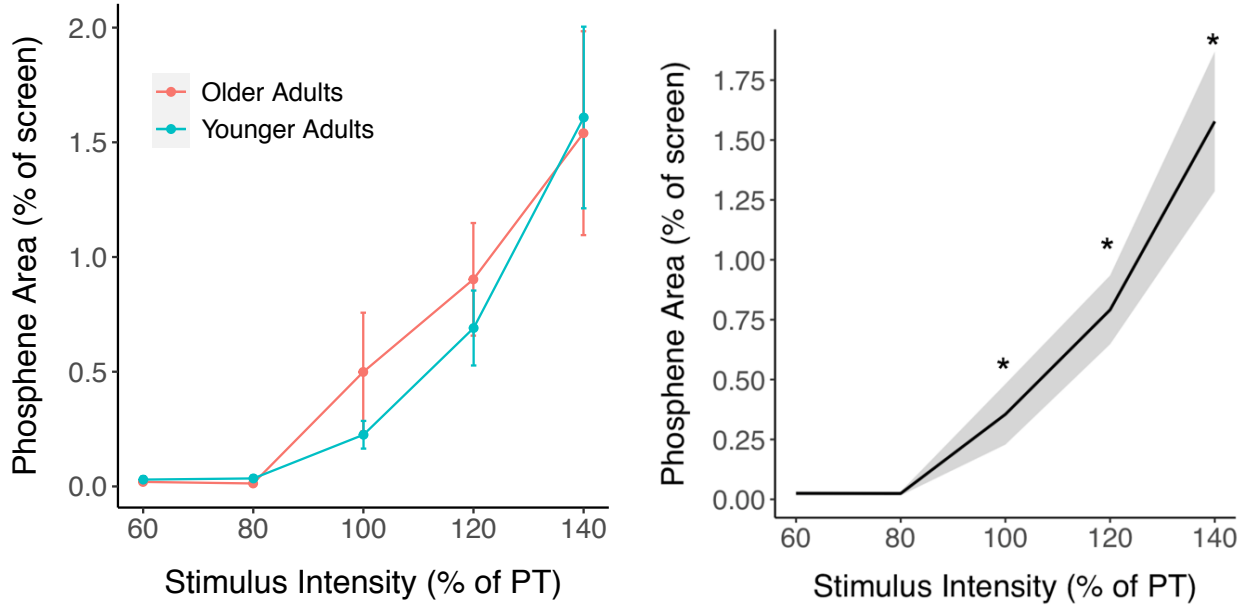 Phosphene Area (% of screen)
2.0
1.5
1.0
0.5
0.0
Older Adults
Younger Adults
60 80 100 120 140
Stimulus Intensity (% of PT)
Phosphene Area (% of screen)
1.75
1.50
1.25
1.00
0.75
0.50
0.25
0.00
*
*
*
60 80 100 120 140
Stimulus Intensity (% of PT)